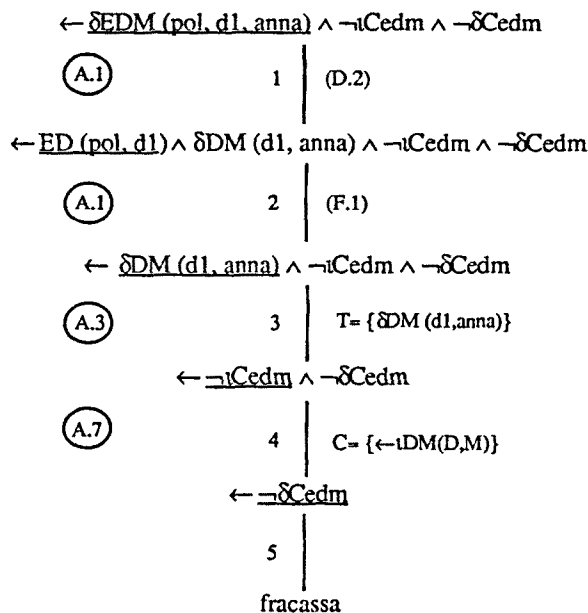 ← δEDM (pol, d1, anna) ∧ ¬ιCedm ∧ ¬δCedm
A.1 1 (D.2)
← ED (pol, d1) ∧ δDM (d1, anna) ∧ ¬ιCedm ∧ ¬δCedm
A.1 2 (F.1)
← δDM (d1, anna) ∧ ¬ιCedm ∧ ¬δCedm
A.3 3 T= {δDM (d1,anna)}
← ¬ιCedm ∧ ¬δCedm
A.7 4 C= {←ιDM(D,M)}
← ¬δCedm
5
fracassa